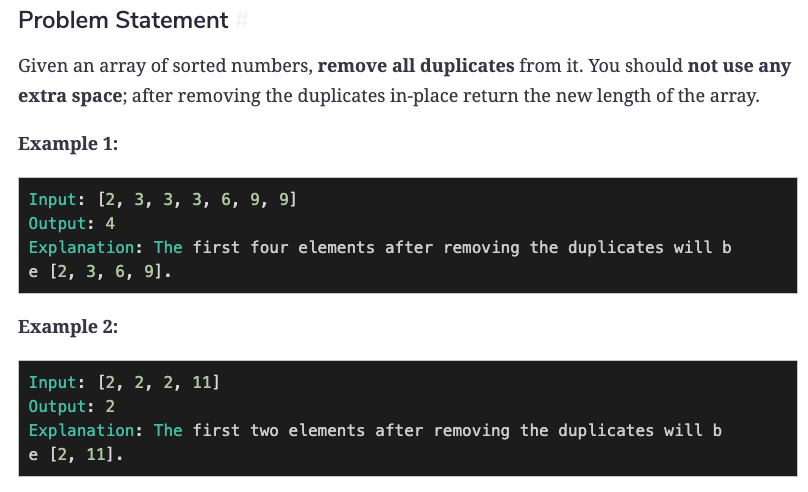 Problem Statement #
Given an array of sorted numbers, remove all duplicates from it. You should not use any
extra space; after removing the duplicates in-place return the new length of the array.
Example 1:
Input: [2, 3, 3, 3, 6, 9, 9]
Output: 4
Explanation: The first four elements after removing the duplicates will b
e [2, 3, 6, 9].
Example 2:
Input: [2, 2, 2, 11]
Output: 2
Explanation: The first two elements after removing the duplicates will b
e [2, 11].